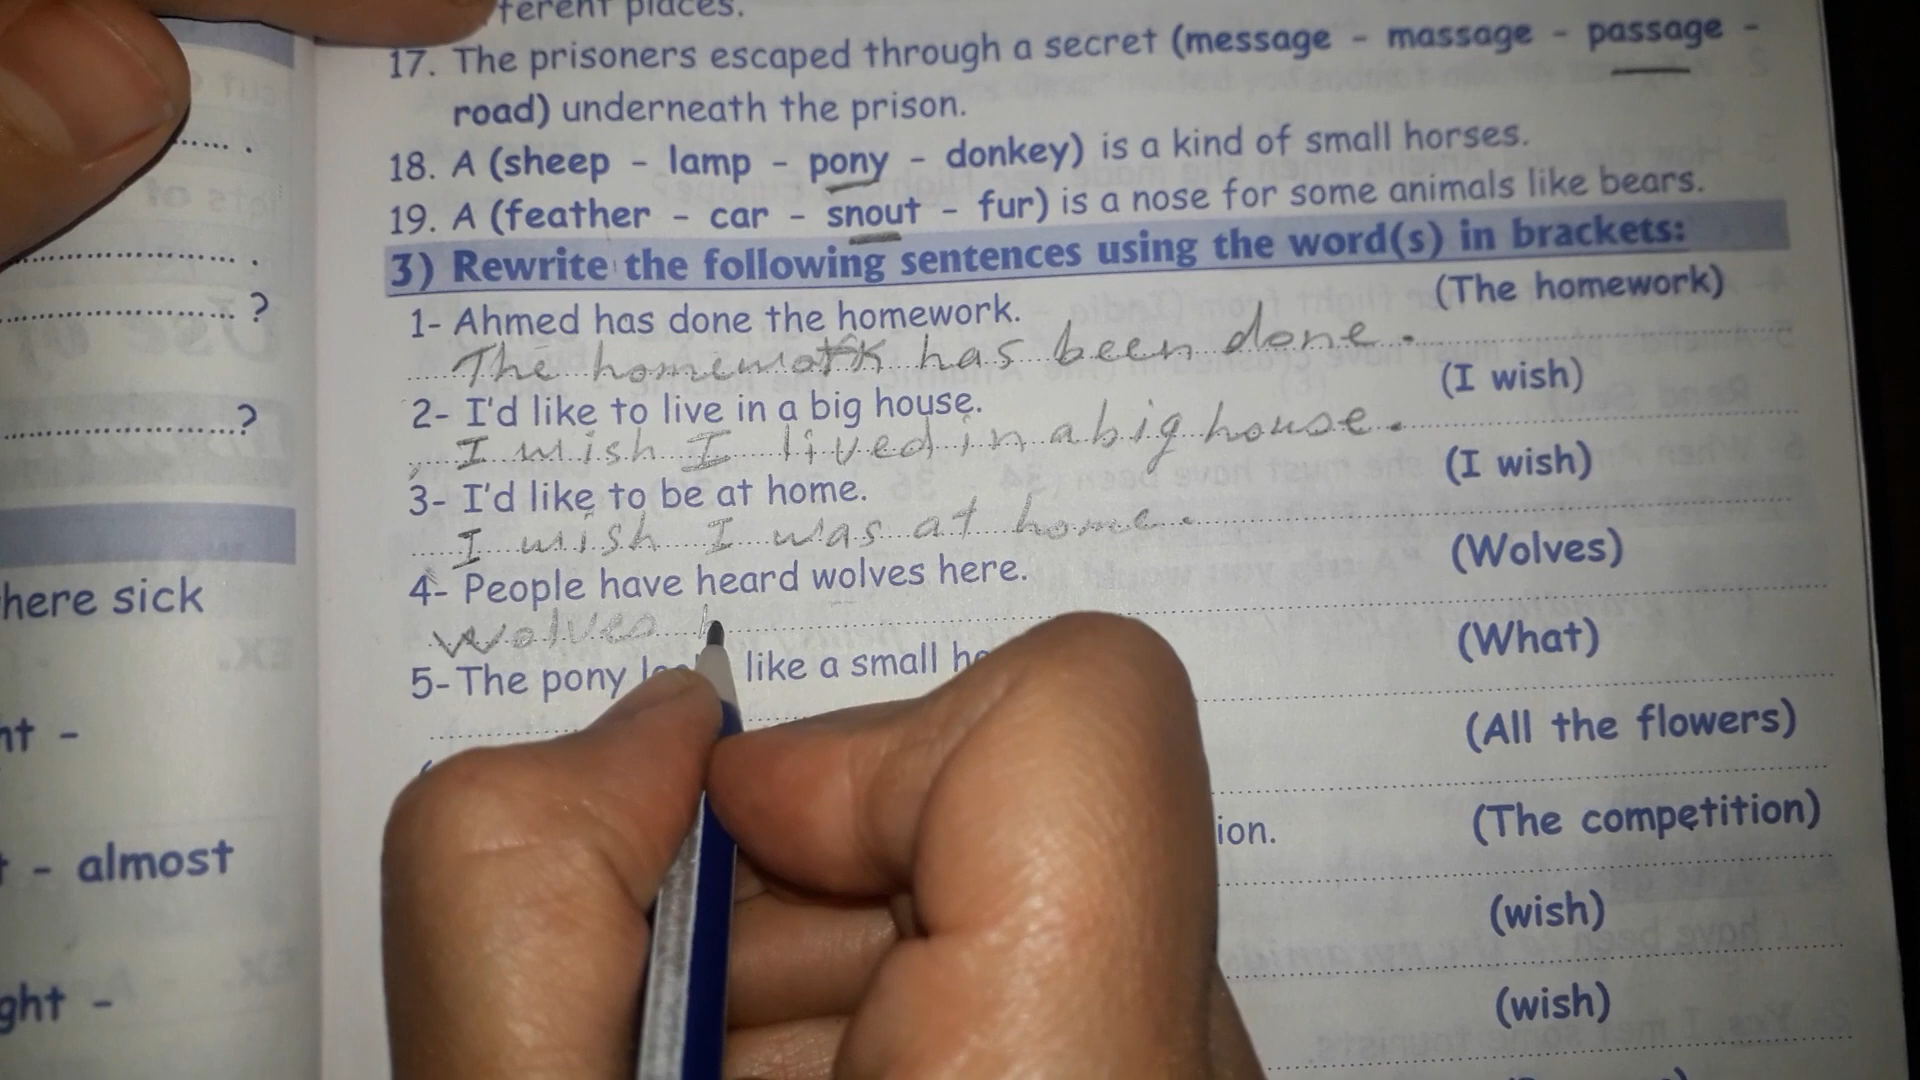 ferent places.
17. The prisoners escaped through a secret (message - massage - passage -
road) underneath the prison.
18. A (sheep - lamp - pony - donkey) is a kind of small horses.
19. A (feather - car - snout - fur) is a nose for some animals like bears.
3) Rewrite the following sentences using the word(s) in brackets:
1- Ahmed has done the homework. (The homework)
The homework has been done.
2- I'd like to live in a big house. (I wish)
I wish I lived in a big house.
3- I'd like to be at home. (I wish)
I wish I was at home.
4- People have heard wolves here. (Wolves)
Wolves h
5- The pony like a small (What)
(All the flowers)
ion. (The competition)
(wish)
(wish)
............ .
............ .
............ ?
............ ?
here sick
ht -
- almost
ght -